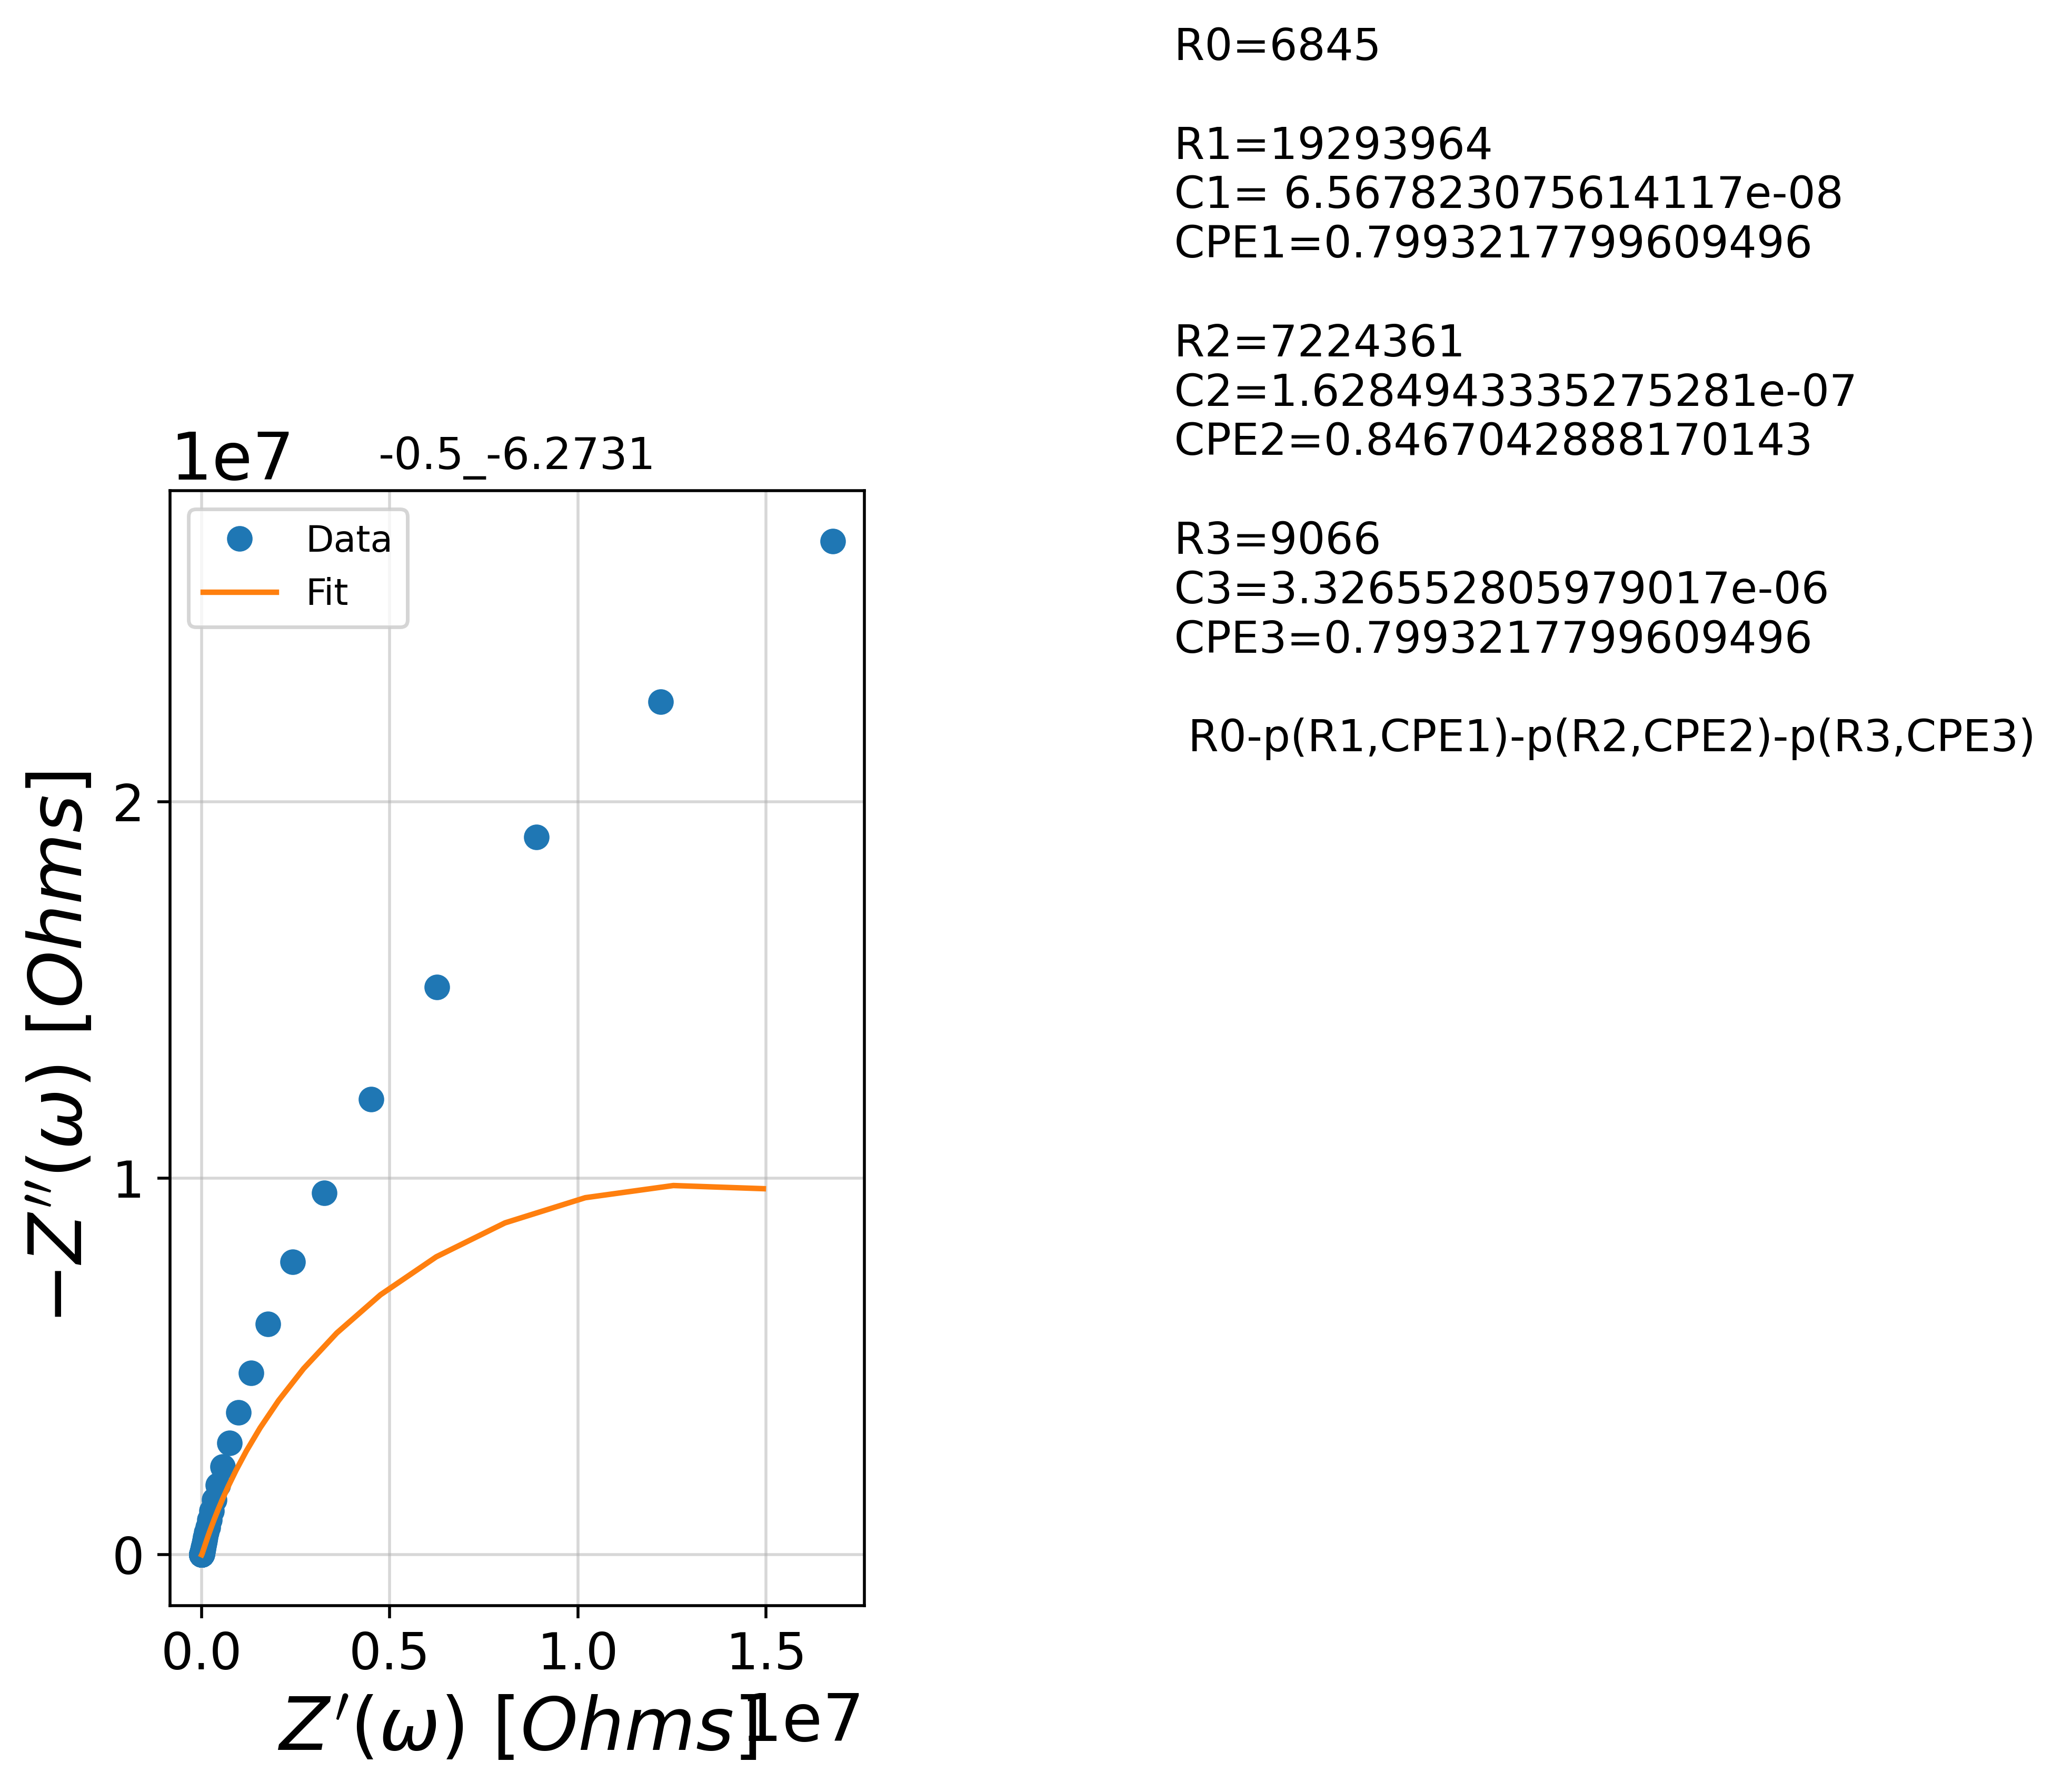 R0=6845
R1=19293964
C1= 6.567823075614117e-08
CPE1=0.7993217799609496
R2=7224361
C2=1.6284943335275281e-07
CPE2=0.8467042888170143
R3=9066
C3=3.326552805979017e-06
CPE3=0.7993217799609496
R0-p(R1,CPE1)-p(R2,CPE2)-p(R3,CPE3)
1e7
-0.5_-6.2731
Data
Fit
2
1
0
−Z′′(ω) [Ohms]
0.0 0.5 1.0 1.5
Z′(ω) [Ohms]
1e7